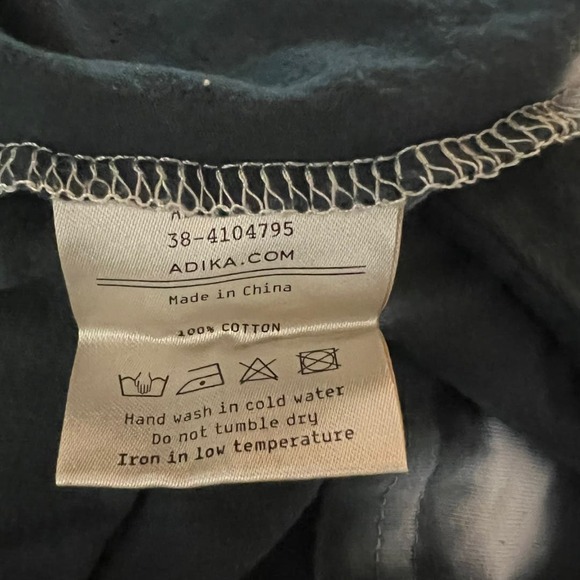 38-4104795
ADIKA.COM
Made in China
100% COTTON
Hand wash in cold water
Do not tumble dry
Iron in low temperature